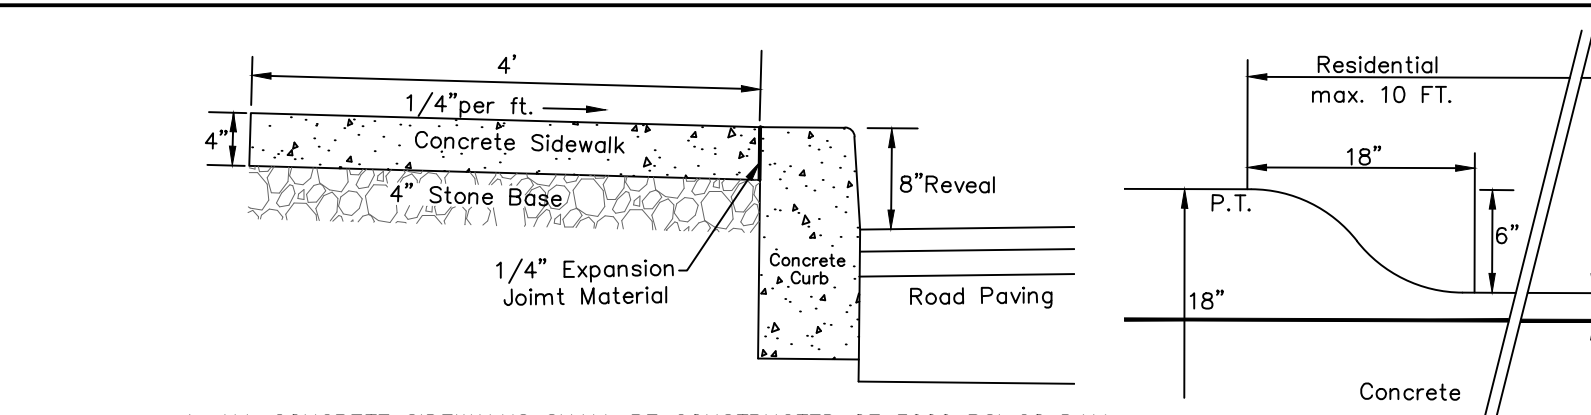 4'
1/4"per ft.
4"
Concrete Sidewalk
4" Stone Base
8"Reveal
1/4" Expansion
Joimt Material
Concrete
Curb
Road Paving
Residential
max. 10 FT.
18"
P.T.
6"
18"
Concrete